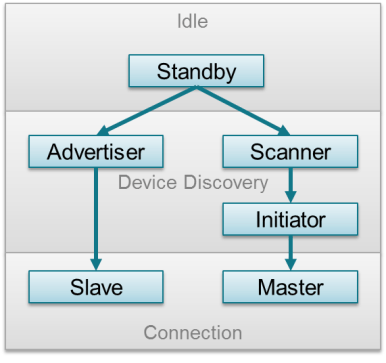 Idle
Standby
Advertiser
Scanner
Device Discovery
Initiator
Slave
Master
Connection